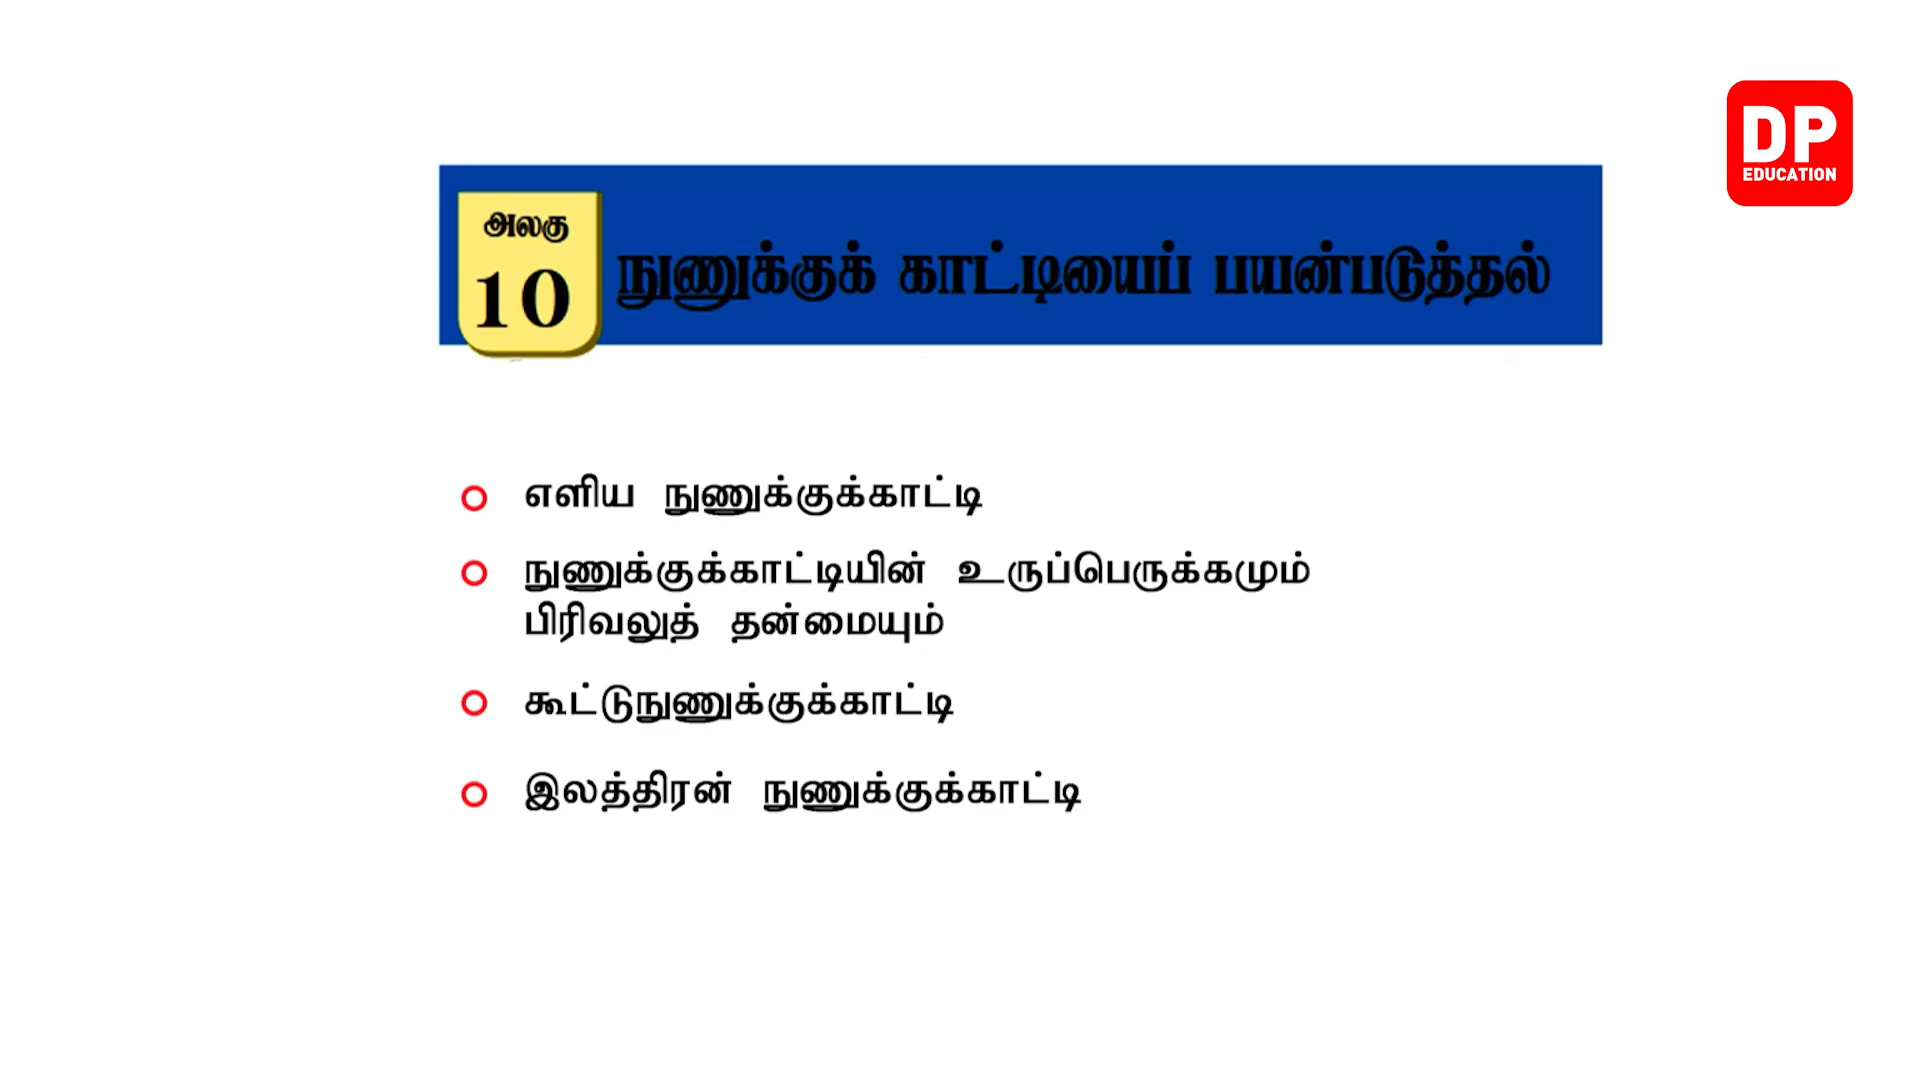 DP
EDUCATION
அலகு
10
நுணுக்குக் காட்டியைப் பயன்படுத்தல்
எளிய நுணுக்குக்காட்டி
நுணுக்குக்காட்டியின் உருப்பெருக்கமும்
பிரிவலுத் தன்மையும்
கூட்டுநுணுக்குக்காட்டி
இலத்திரன் நுணுக்குக்காட்டி